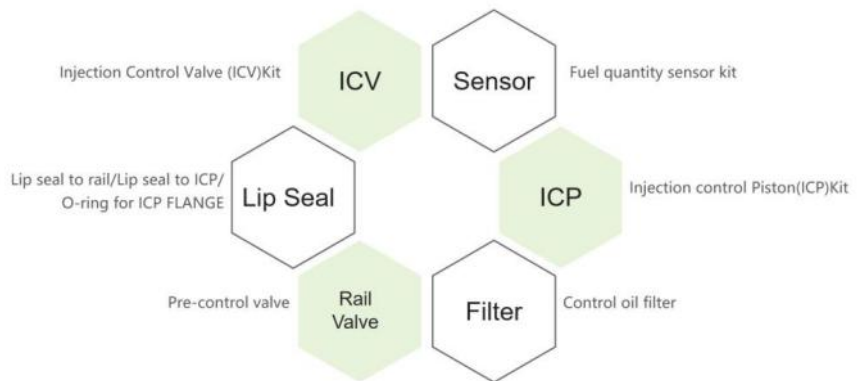 Injection Control Valve (ICV)Kit
ICV
Sensor
Fuel quantity sensor kit
Lip seal to rail/Lip seal to ICP/
O-ring for ICP FLANGE
Lip Seal
ICP
Injection control Piston(ICP)Kit
Pre-control valve
Rail
Valve
Filter
Control oil filter